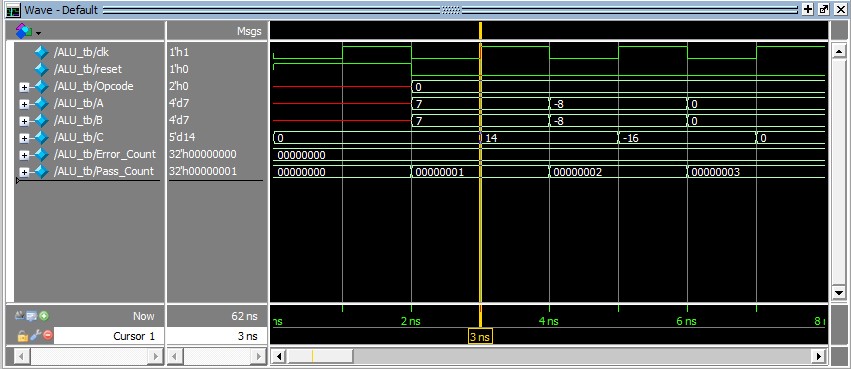 Wave - Default
Msgs
/ALU_tb/clk 1'h1
/ALU_tb/reset 1'h0
/ALU_tb/Opcode 2'h0 0
/ALU_tb/A 4'd7 7 -8 0
/ALU_tb/B 4'd7 7 -8 0
/ALU_tb/C 5'd14 0 14 -16 0
/ALU_tb/Error_Count 32'h00000000 00000000
/ALU_tb/Pass_Count 32'h00000001 00000000 00000001 00000002 00000003
Now 62 ns ns 2 ns 4 ns 6 ns 8
Cursor 1 3 ns 3 ns